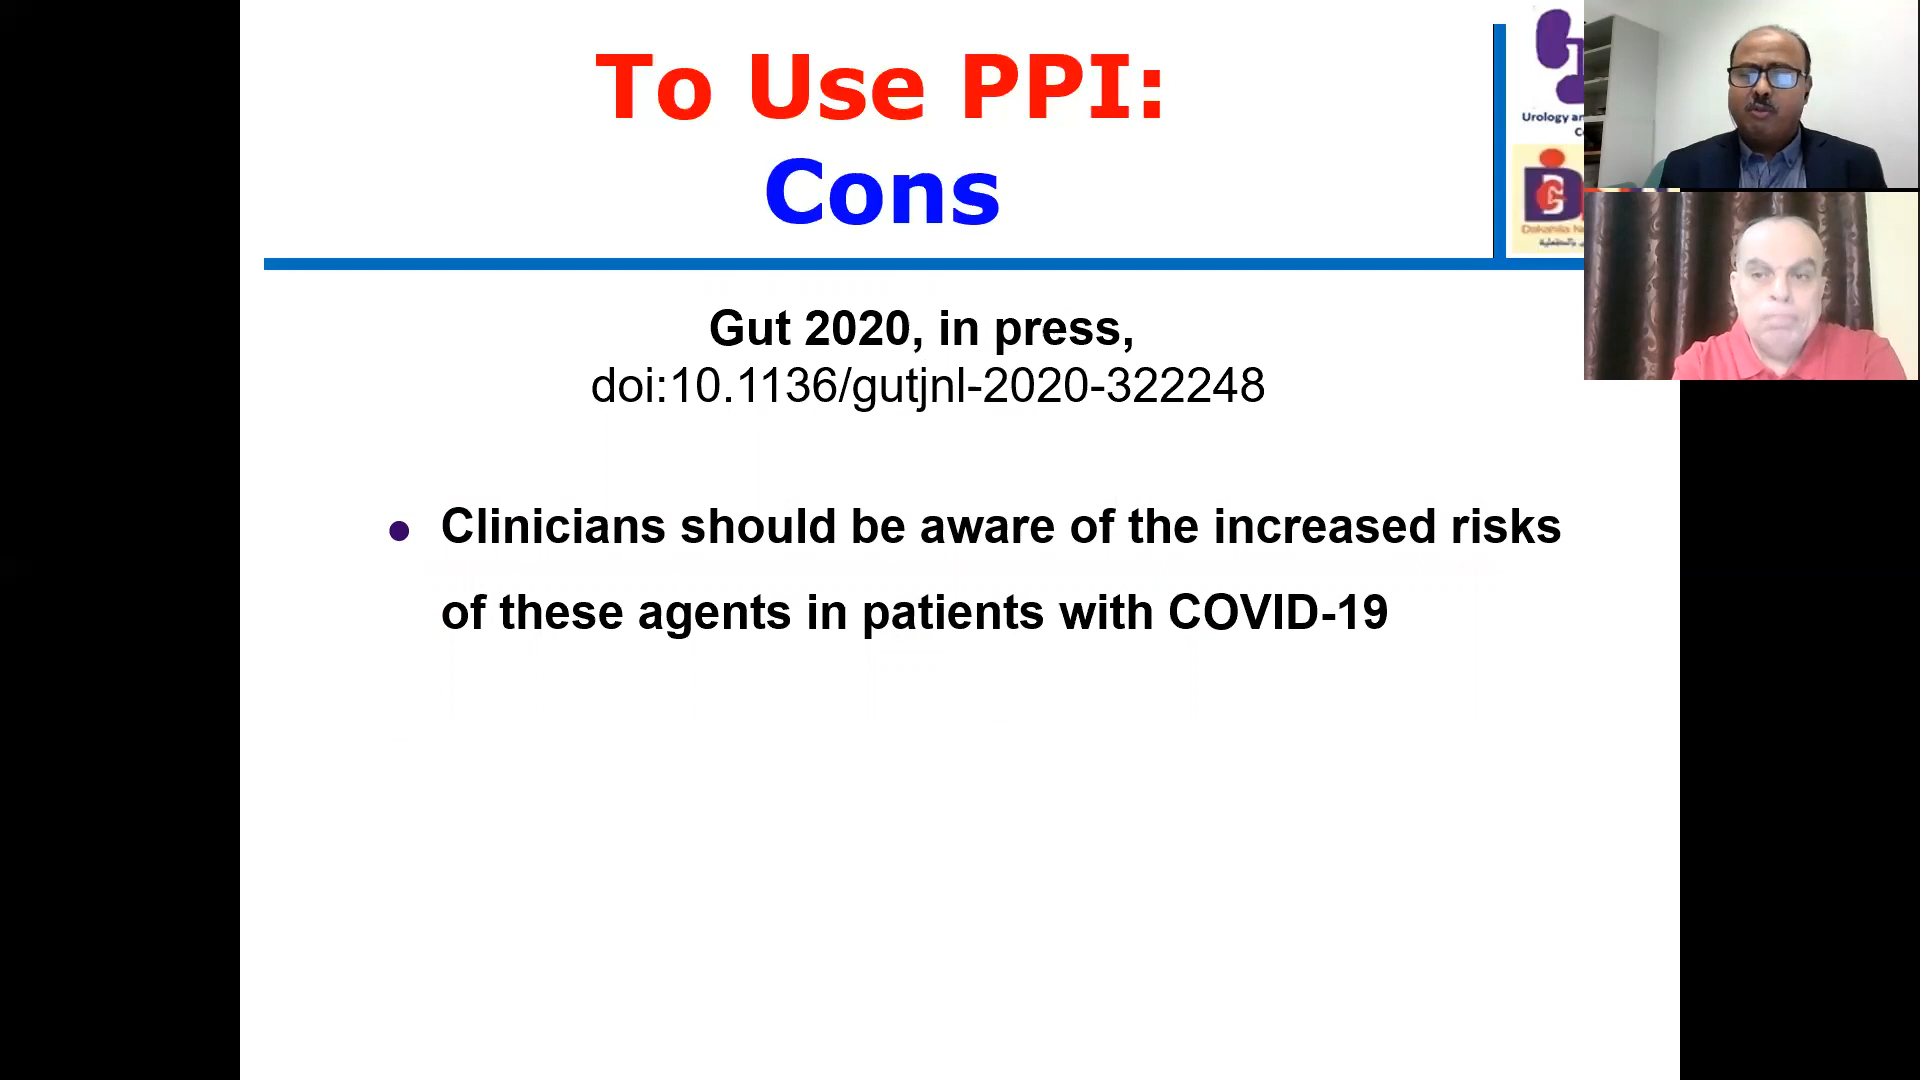 To Use PPI:
Cons
Urology
Dakahlia
Gut 2020, in press,
doi:10.1136/gutjnl-2020-322248
● Clinicians should be aware of the increased risks
of these agents in patients with COVID-19